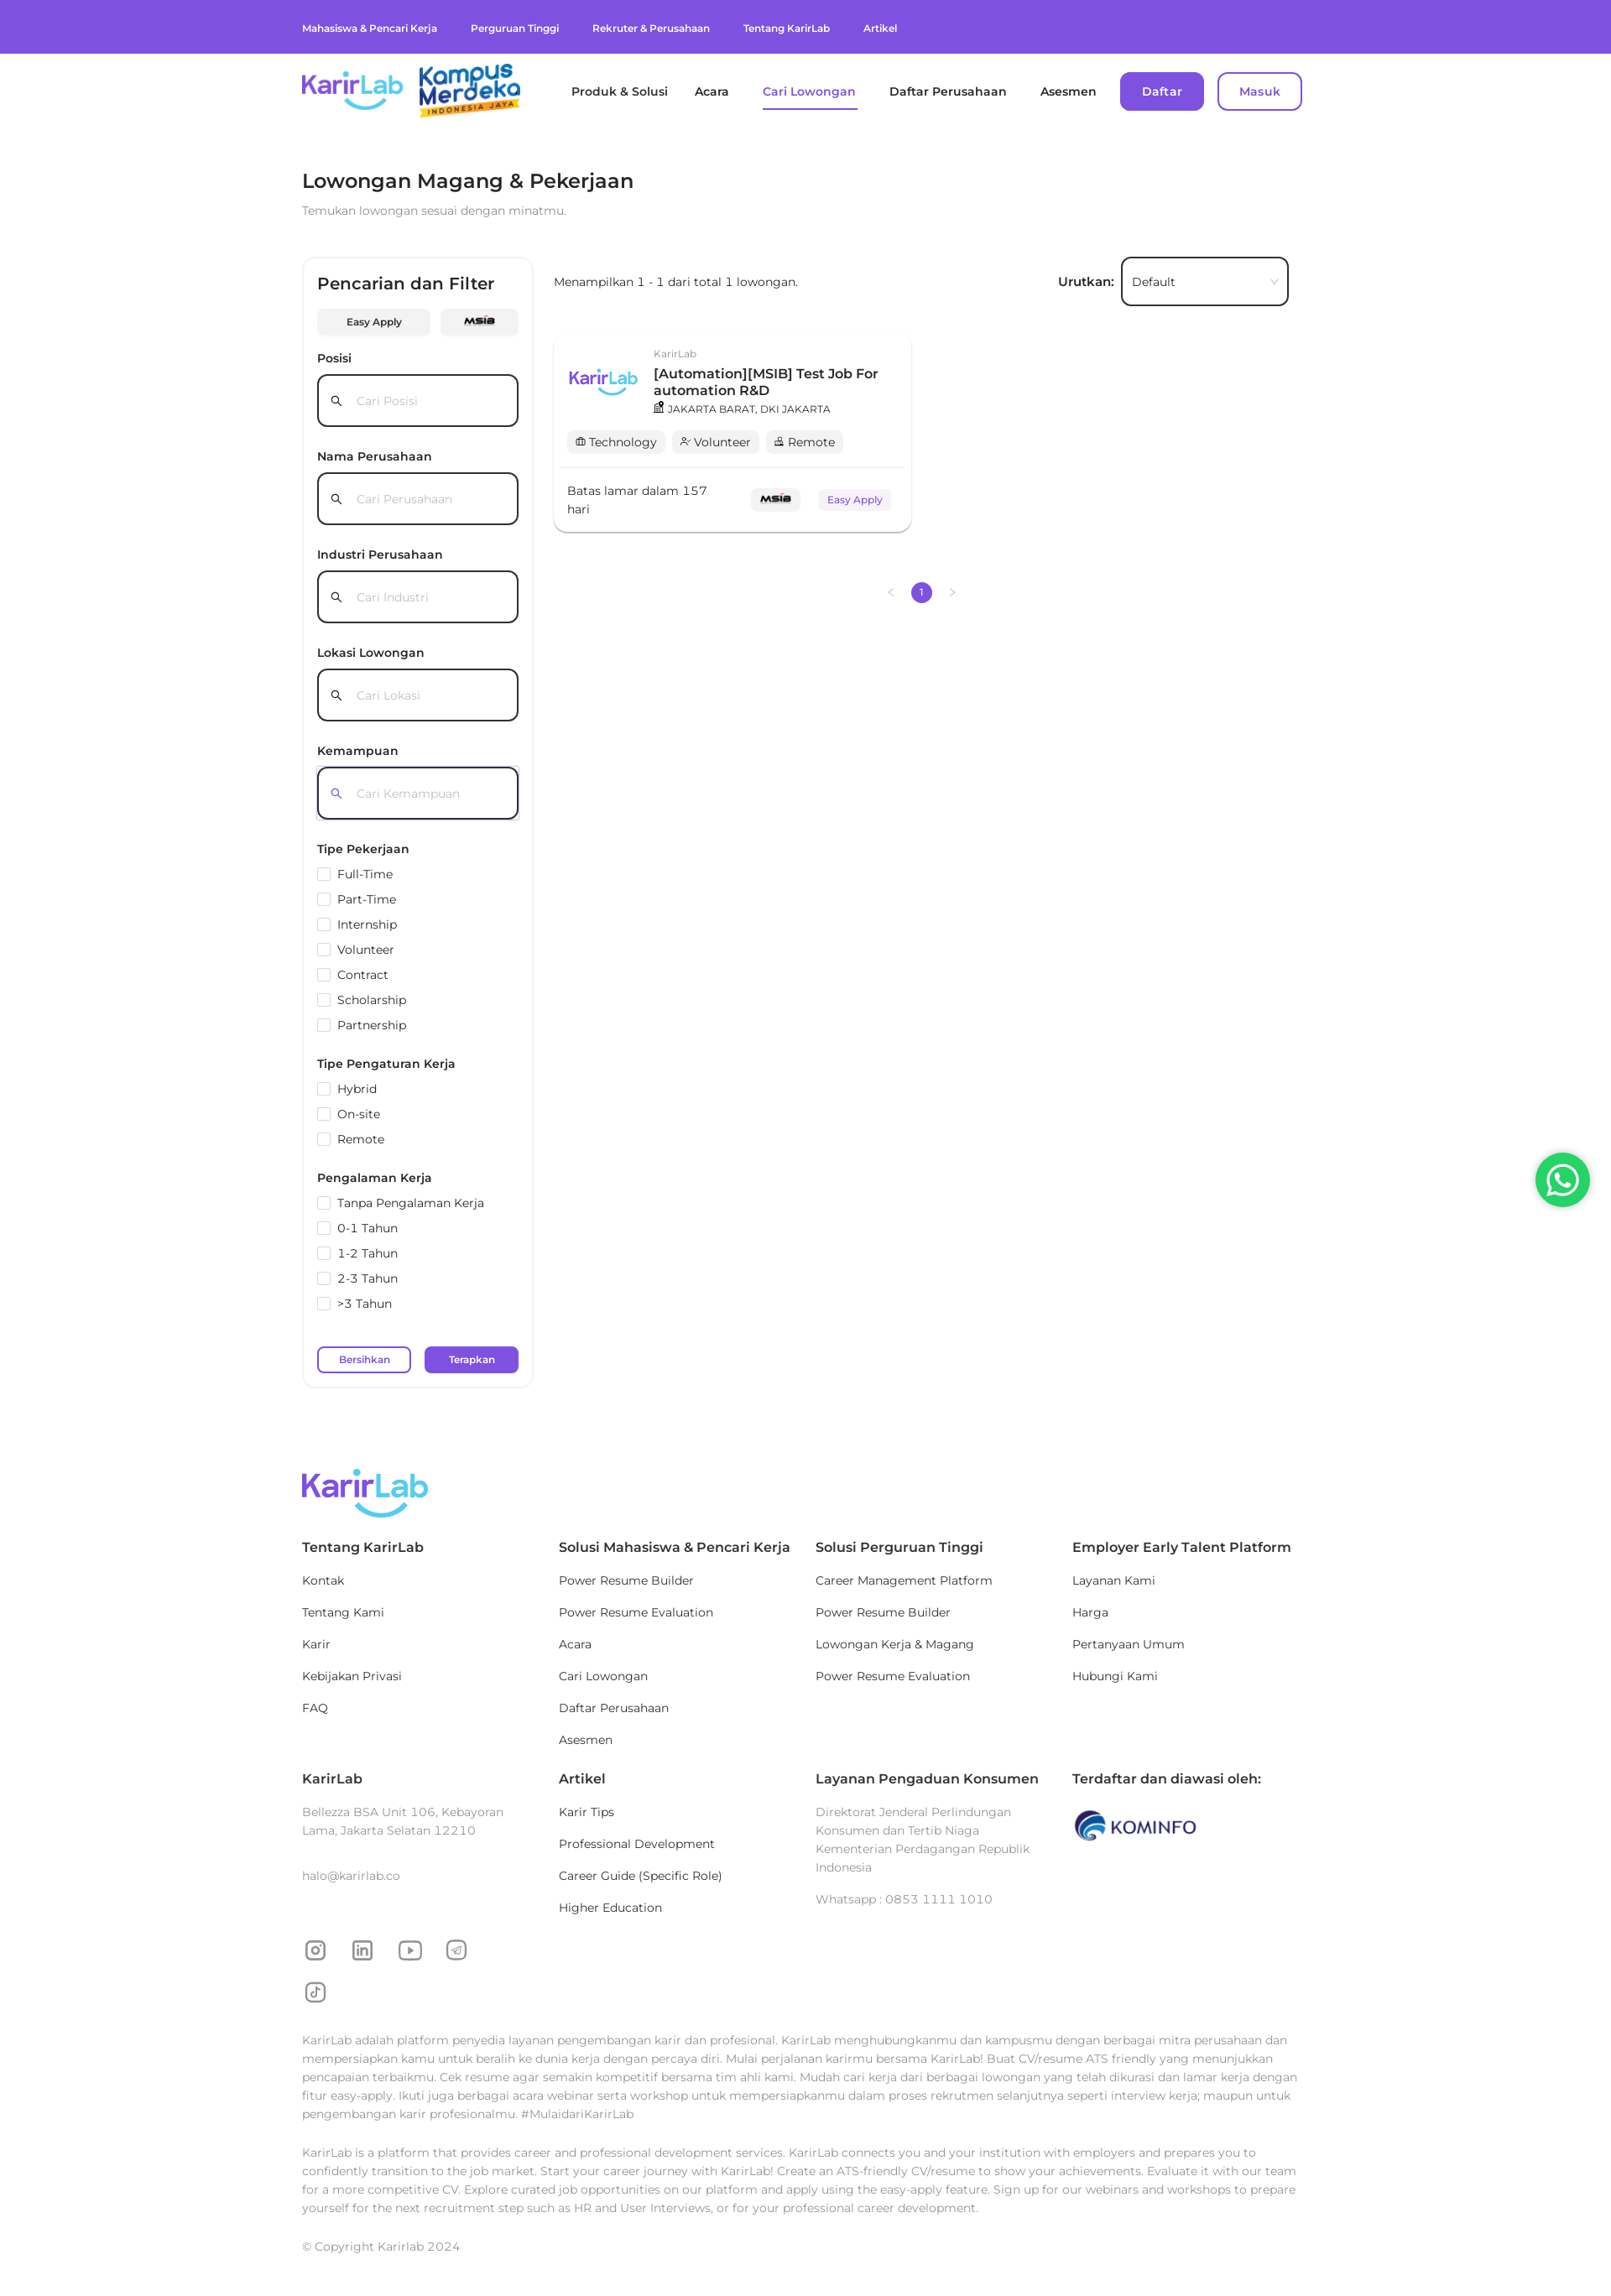 Mahasiswa & Pencari Kerja
Perguruan Tinggi
Rekruter & Perusahaan
Tentang KarirLab
Artikel
KarirLab
Kampus
Merdeka
INDONESIA JAYA
Produk & Solusi
Acara
Cari Lowongan
Daftar Perusahaan
Asesmen
Daftar
Masuk
Lowongan Magang & Pekerjaan
Temukan lowongan sesuai dengan minatmu.
Pencarian dan Filter
Easy Apply
MSIB
Posisi
Cari Posisi
Nama Perusahaan
Cari Perusahaan
Industri Perusahaan
Cari Industri
Lokasi Lowongan
Cari Lokasi
Kemampuan
Cari Kemampuan
Tipe Pekerjaan
Full-Time
Part-Time
Internship
Volunteer
Contract
Scholarship
Partnership
Tipe Pengaturan Kerja
Hybrid
On-site
Remote
Pengalaman Kerja
Tanpa Pengalaman Kerja
0-1 Tahun
1-2 Tahun
2-3 Tahun
>3 Tahun
Bersihkan
Terapkan
Menampilkan 1 - 1 dari total 1 lowongan.
Urutkan:
Default
KarirLab
KarirLab
[Automation][MSIB] Test Job For
automation R&D
JAKARTA BARAT, DKI JAKARTA
Technology
Volunteer
Remote
Batas lamar dalam 157
hari
MSIB
Easy Apply
1
KarirLab
Tentang KarirLab
Kontak
Tentang Kami
Karir
Kebijakan Privasi
FAQ
Solusi Mahasiswa & Pencari Kerja
Power Resume Builder
Power Resume Evaluation
Acara
Cari Lowongan
Daftar Perusahaan
Asesmen
Solusi Perguruan Tinggi
Career Management Platform
Power Resume Builder
Lowongan Kerja & Magang
Power Resume Evaluation
Employer Early Talent Platform
Layanan Kami
Harga
Pertanyaan Umum
Hubungi Kami
KarirLab
Bellezza BSA Unit 106, Kebayoran
Lama, Jakarta Selatan 12210
halo@karirlab.co
Artikel
Karir Tips
Professional Development
Career Guide (Specific Role)
Higher Education
Layanan Pengaduan Konsumen
Direktorat Jenderal Perlindungan
Konsumen dan Tertib Niaga
Kementerian Perdagangan Republik
Indonesia
Whatsapp : 0853 1111 1010
Terdaftar dan diawasi oleh:
KOMINFO
KarirLab adalah platform penyedia layanan pengembangan karir dan profesional. KarirLab menghubungkanmu dan kampusmu dengan berbagai mitra perusahaan dan
mempersiapkan kamu untuk beralih ke dunia kerja dengan percaya diri. Mulai perjalanan karirmu bersama KarirLab! Buat CV/resume ATS friendly yang menunjukkan
pencapaian terbaikmu. Cek resume agar semakin kompetitif bersama tim ahli kami. Mudah cari kerja dari berbagai lowongan yang telah dikurasi dan lamar kerja dengan
fitur easy-apply. Ikuti juga berbagai acara webinar serta workshop untuk mempersiapkanmu dalam proses rekrutmen selanjutnya seperti interview kerja; maupun untuk
pengembangan karir profesionalmu. #MulaidariKarirLab
KarirLab is a platform that provides career and professional development services. KarirLab connects you and your institution with employers and prepares you to
confidently transition to the job market. Start your career journey with KarirLab! Create an ATS-friendly CV/resume to show your achievements. Evaluate it with our team
for a more competitive CV. Explore curated job opportunities on our platform and apply using the easy-apply feature. Sign up for our webinars and workshops to prepare
yourself for the next recruitment step such as HR and User Interviews, or for your professional career development.
© Copyright Karirlab 2024